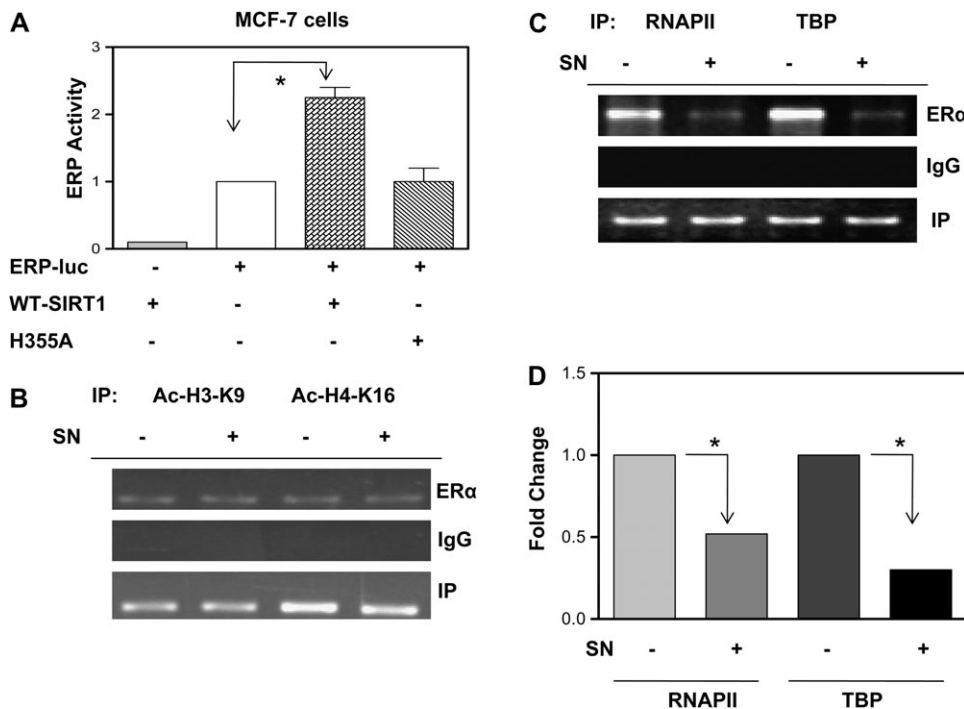 A
MCF-7 cells
ERP Activity
3
2
1
0
*
ERP-luc - + + +
WT-SIRT1 + - + -
H355A - - - +
B
IP: Ac-H3-K9 Ac-H4-K16
SN - + - +
ERα
IgG
IP
C
IP: RNAPII TBP
SN - + - +
ERα
IgG
IP
D
Fold Change
1.5
1.0
0.5
0.0
* *
SN - + - +
RNAPII TBP